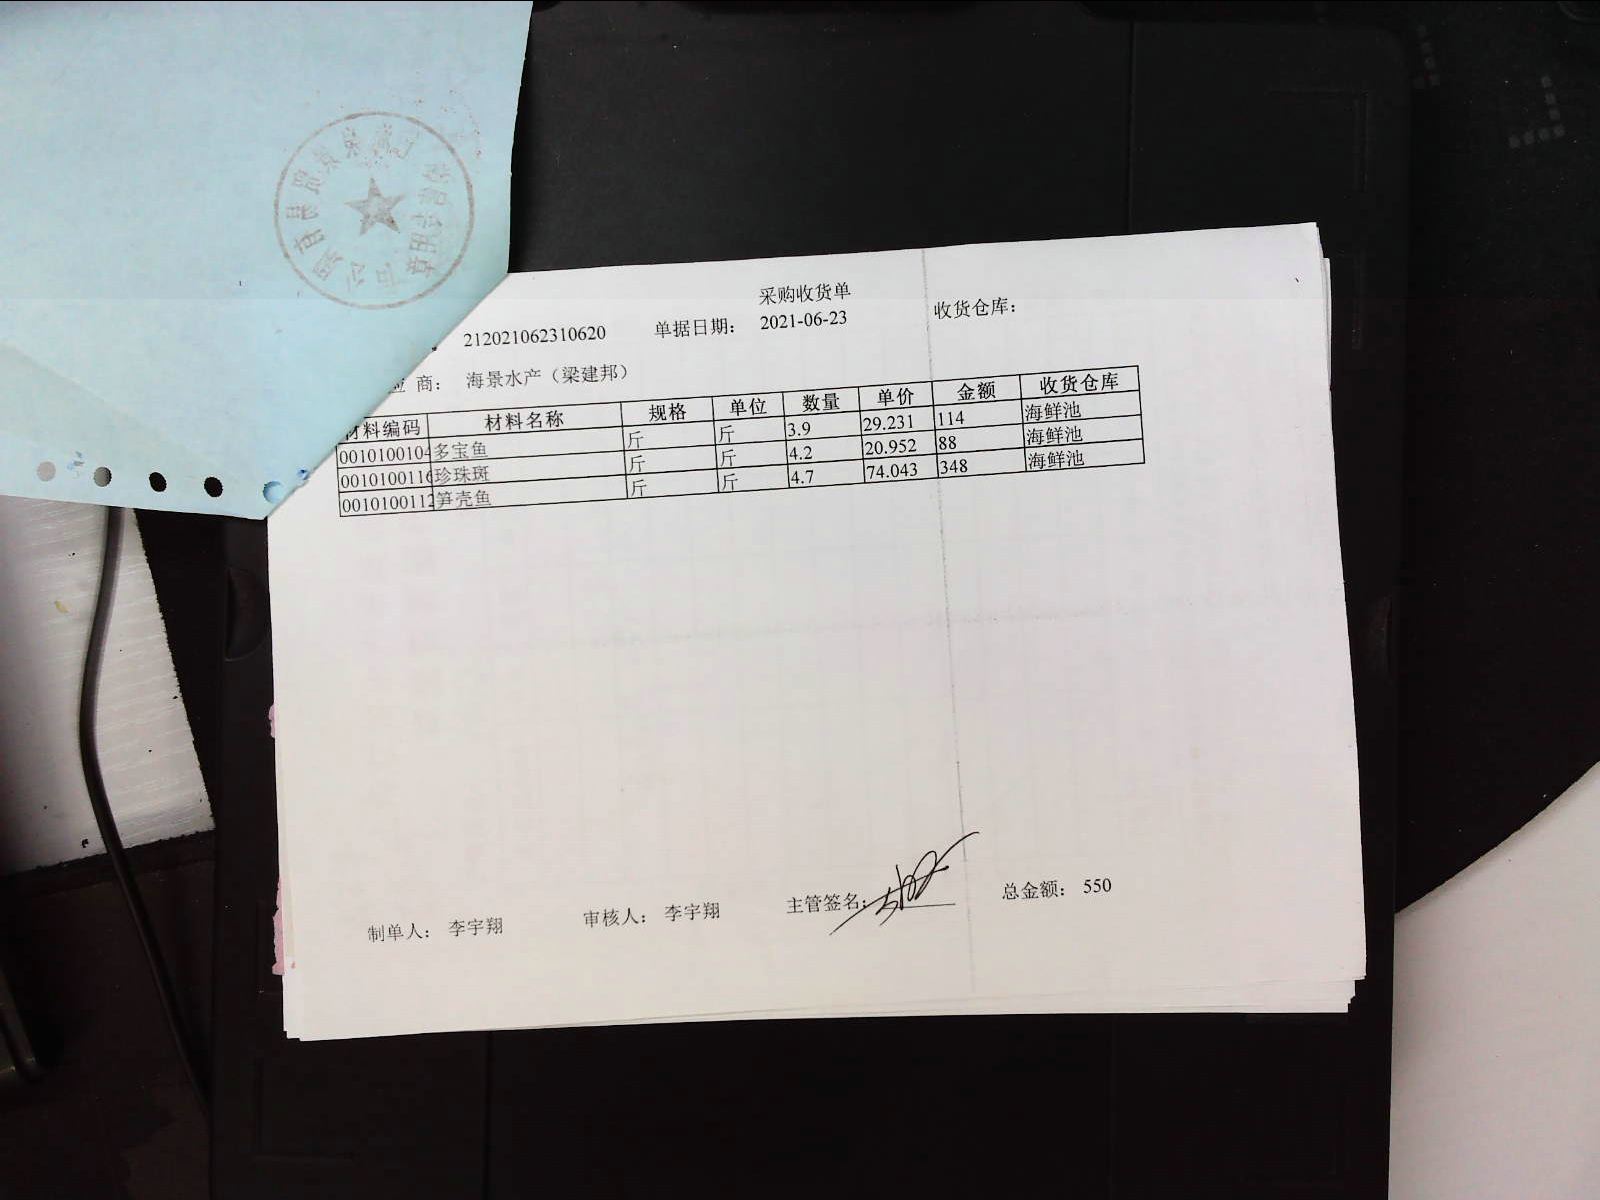 采购收货单
212021062310620 单据日期： 2021-06-23 收货仓库：
应 商： 海景水产（梁建邦）
材料编码 材料名称 规格 单位 数量 单价 金额 收货仓库
0010100104 多宝鱼 斤 斤 3.9 29.231 114 海鲜池
0010100116 珍珠斑 斤 斤 4.2 20.952 88 海鲜池
0010100112 笋壳鱼 斤 斤 4.7 74.043 348 海鲜池
制单人： 李宇翔 审核人： 李宇翔 主管签名： 总金额： 550